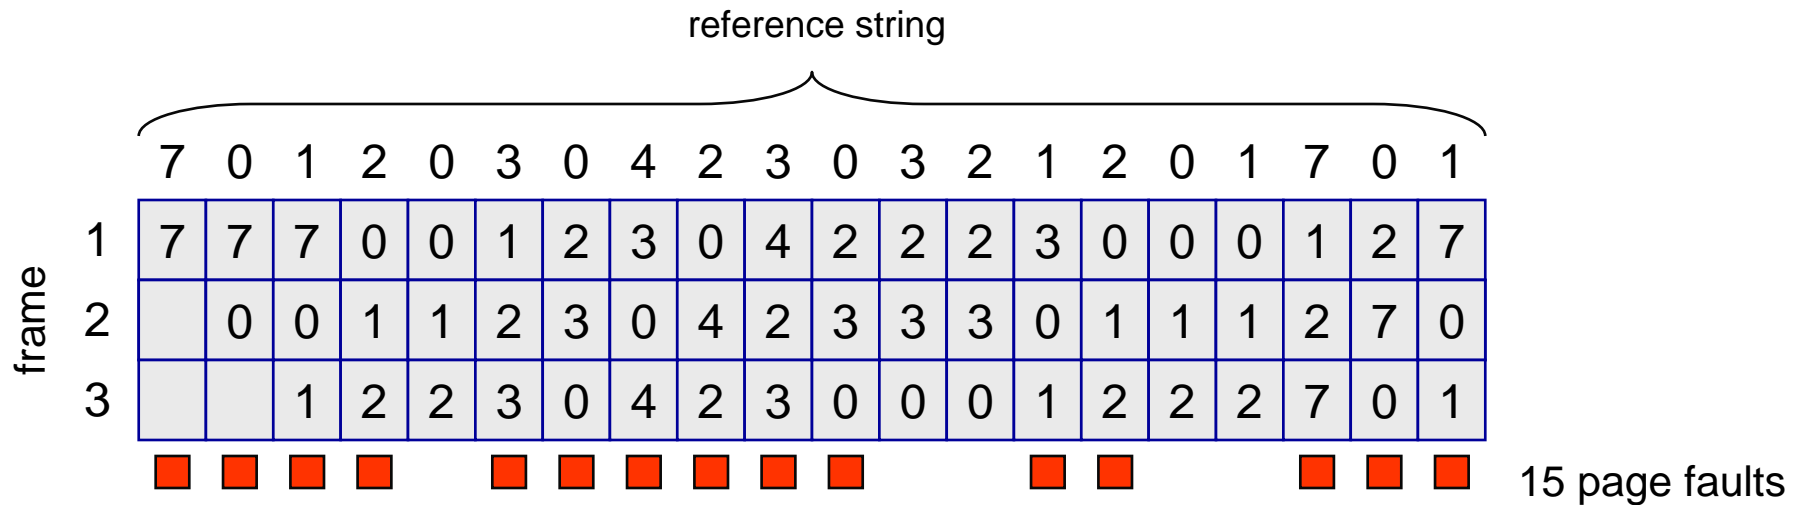 reference string
7 0 1 2 0 3 0 4 2 3 0 3 2 1 2 0 1 7 0 1
1 7 7 7 0 0 1 2 3 0 4 2 2 2 3 0 0 0 1 2 7
frame
2 0 0 1 1 2 3 0 4 2 3 3 3 0 1 1 1 2 7 0
3 1 2 2 3 0 4 2 3 0 0 0 1 2 2 2 7 0 1
15 page faults